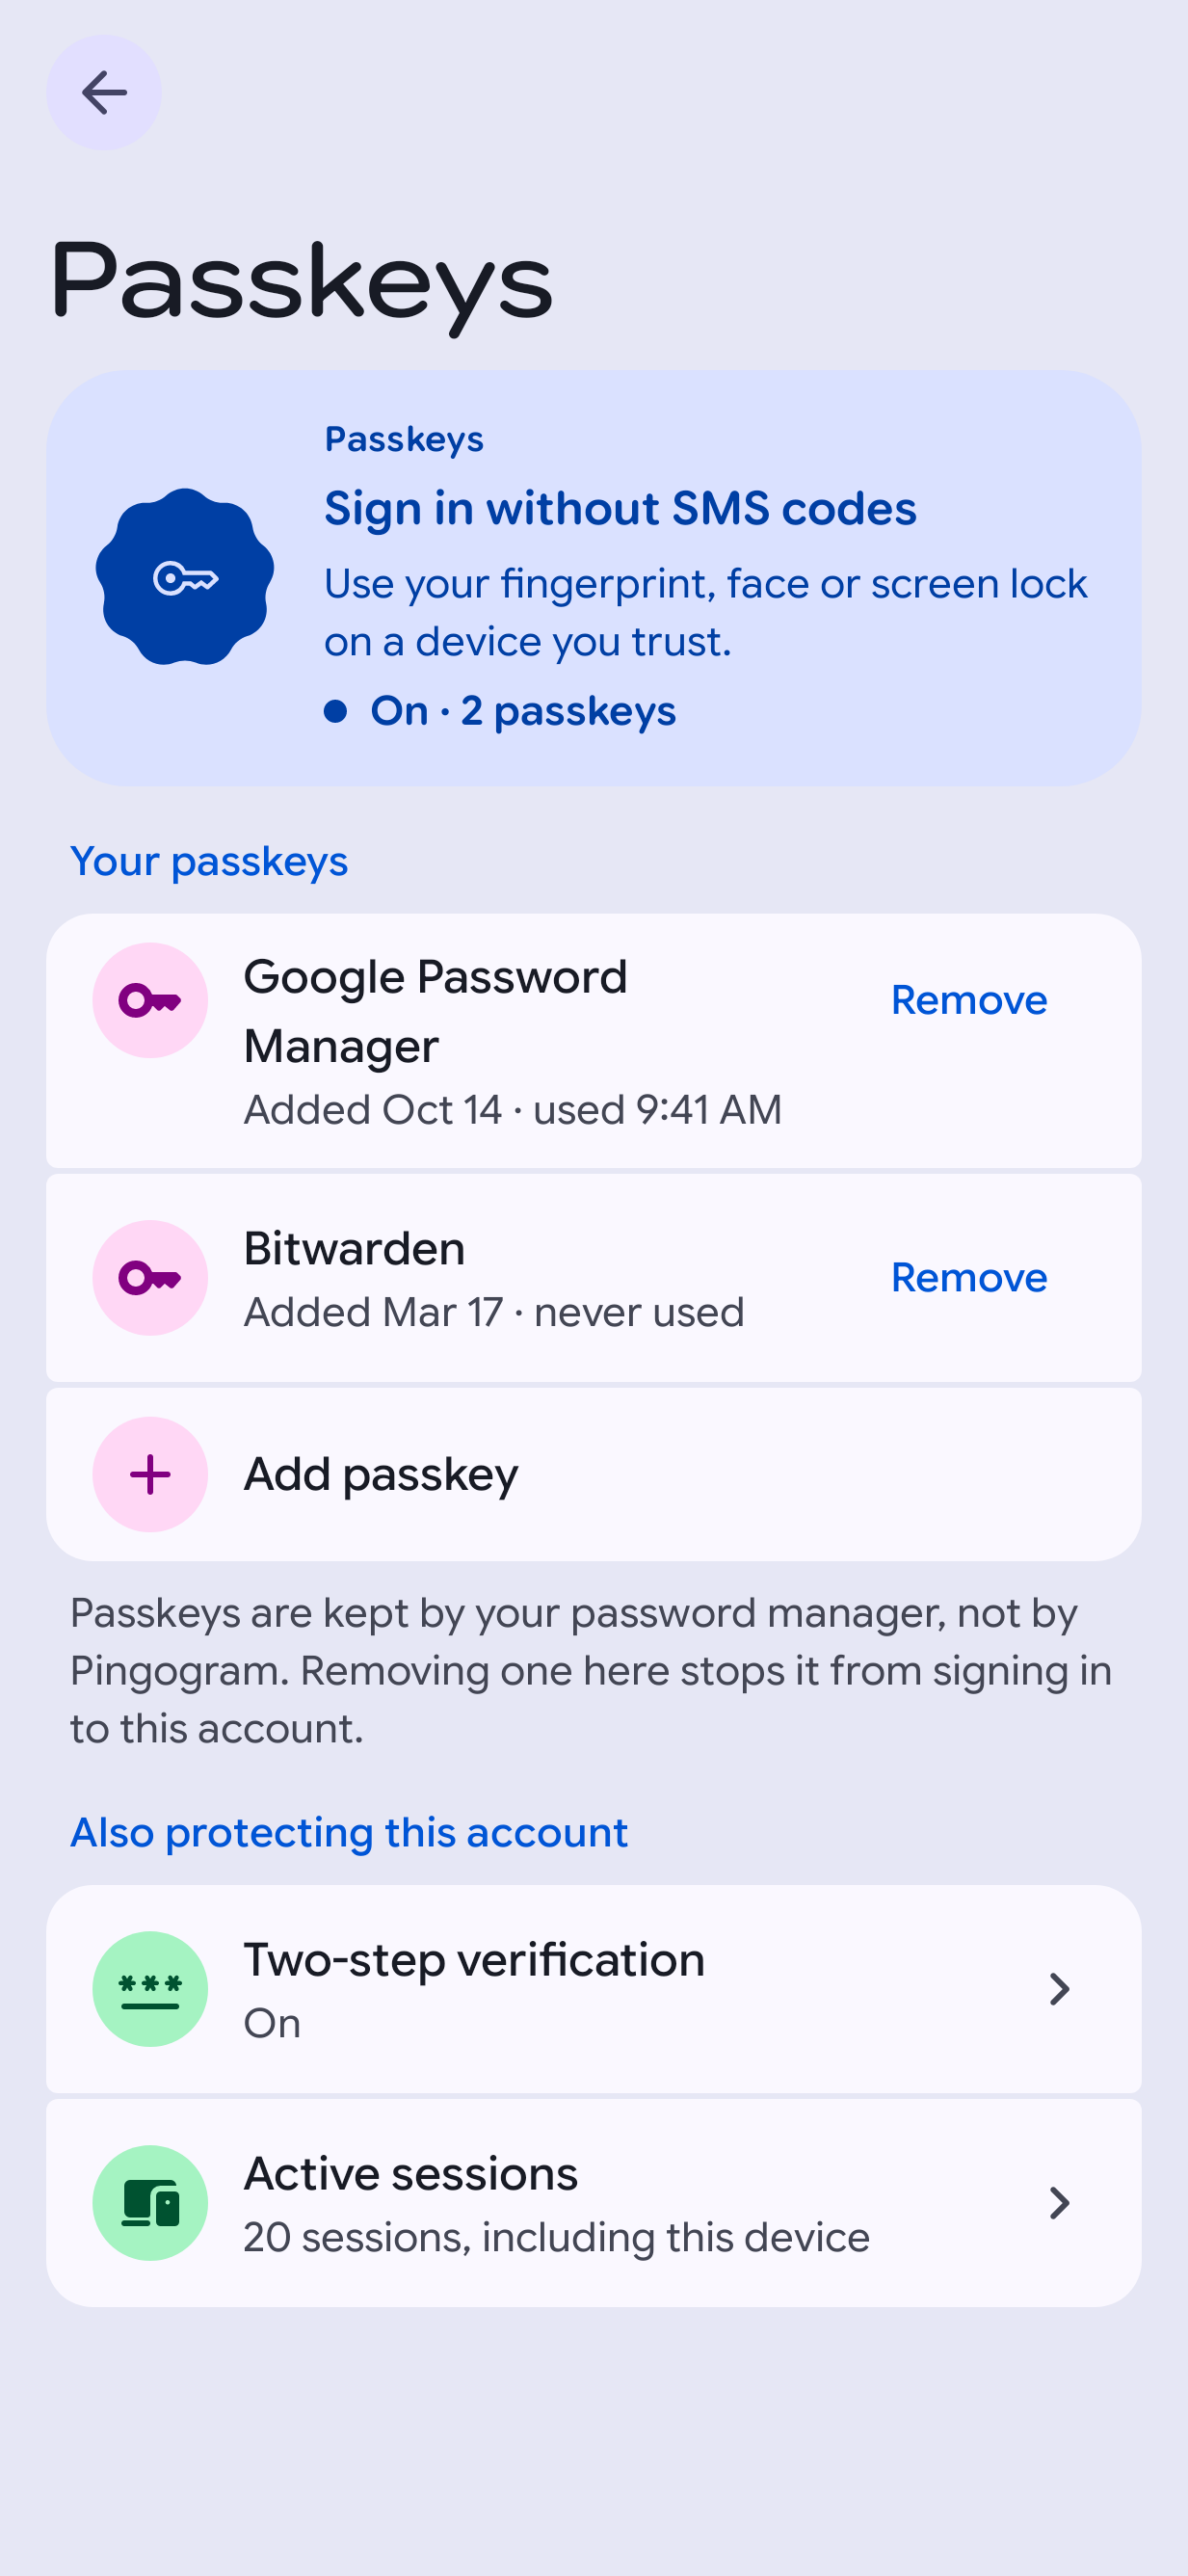 Passkeys
Passkeys
Sign in without SMS codes
Use your fingerprint, face or screen lock
on a device you trust.
On · 2 passkeys
Your passkeys
Google Password
Manager
Added Oct 14 · used 9:41 AM
Remove
Bitwarden
Added Mar 17 · never used
Remove
Add passkey
Passkeys are kept by your password manager, not by
Pingogram. Removing one here stops it from signing in
to this account.
Also protecting this account
Two-step verification
On
Active sessions
20 sessions, including this device